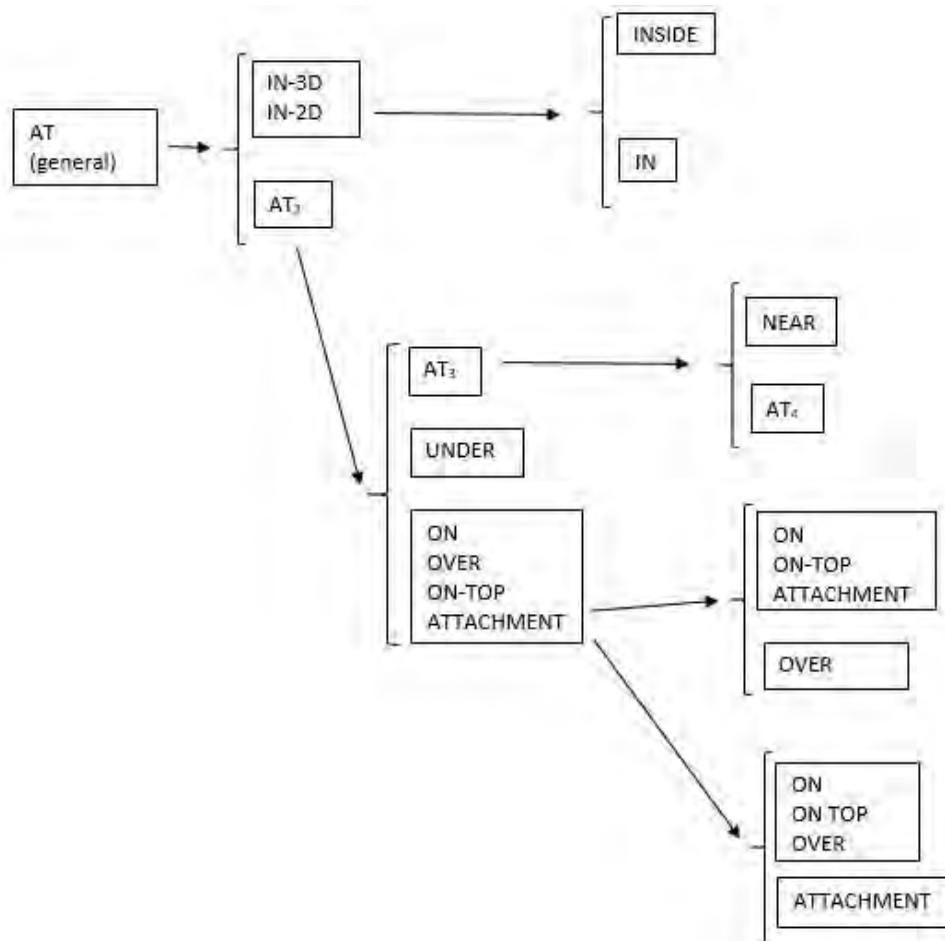 AT
(general)
IN-3D
IN-2D
AT₂
INSIDE
IN
AT₃
UNDER
ON
OVER
ON-TOP
ATTACHMENT
NEAR
AT₄
ON
ON-TOP
ATTACHMENT
OVER
ON
ON TOP
OVER
ATTACHMENT